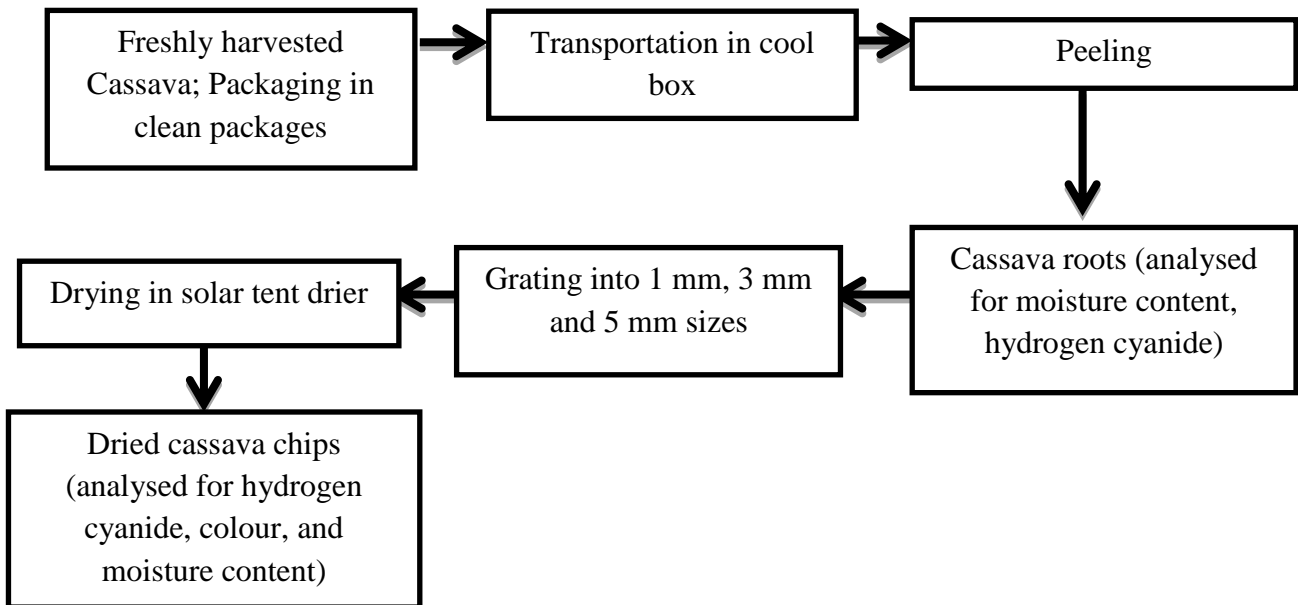 Freshly harvested
Cassava; Packaging in
clean packages
Transportation in cool
box
Peeling
Cassava roots (analysed
for moisture content,
hydrogen cyanide)
Grating into 1 mm, 3 mm
and 5 mm sizes
Drying in solar tent drier
Dried cassava chips
(analysed for hydrogen
cyanide, colour, and
moisture content)